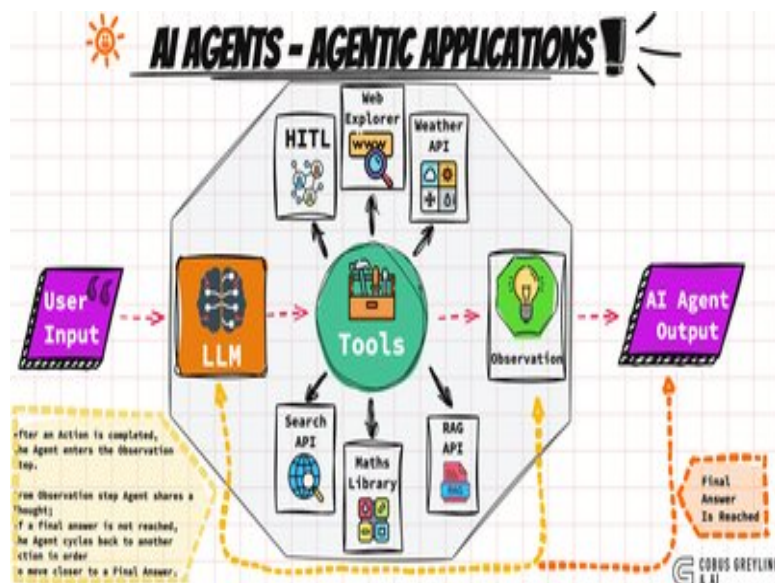 AI AGENTS - AGENTIC APPLICATIONS!
HITL
Web
Explorer
WWW
Weather
API
User
Input
LLM
Tools
Observation
AI Agent
Output
Search
API
Maths
Library
RAG
API
RAG
fter an Action is completed,
he Agent enters the Observation
tep.
rom Observation step Agent shares a
hought;
f a final answer is not reached,
he Agent cycles back to another
ction in order
o move closer to a Final Answer.
Final
Answer
Is Reached
COBUS GREYLIN
& AI